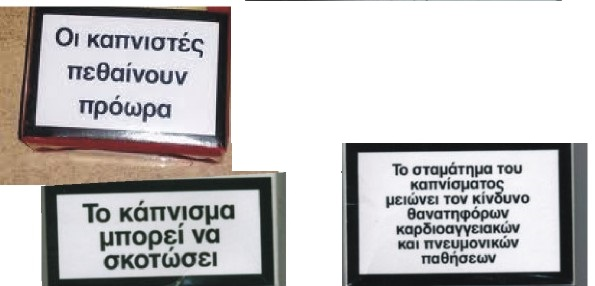 Οι καπνιστές
πεθαίνουν
πρόωρα
Το κάπνισμα
μπορεί να
σκοτώσει
Το σταμάτημα του
καπνίσματος
μειώνει τον κίνδυνο
θανατηφόρων
καρδιοαγγειακών
και πνευμονικών
παθήσεων